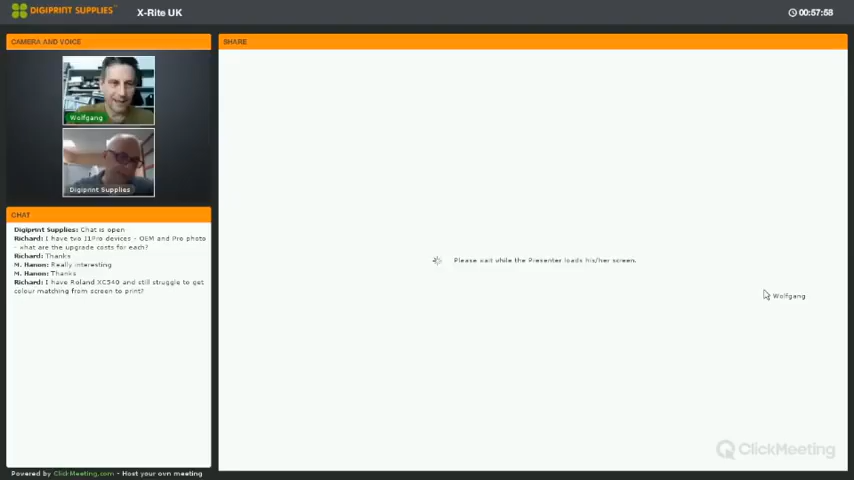 DIGIPRINT SUPPLIES™
X-Rite UK
00:57:58
CAMERA AND VOICE
Wolfgang
Digiprint Supplies
CHAT
Digiprint Supplies: Chat is open
Richard: I have two I1Pro devices - OEM and Pro photo
- what are the upgrade costs for each?
Richard: Thanks
M. Hanon: Really interesting
M. Hanon: Thanks
Richard: I have Roland XC540 and still struggle to get
colour matching from screen to print?
Powered by ClickMeeting.com - Host your own meeting
SHARE
Please wait while the Presenter loads his/her screen.
Wolfgang
ClickMeeting